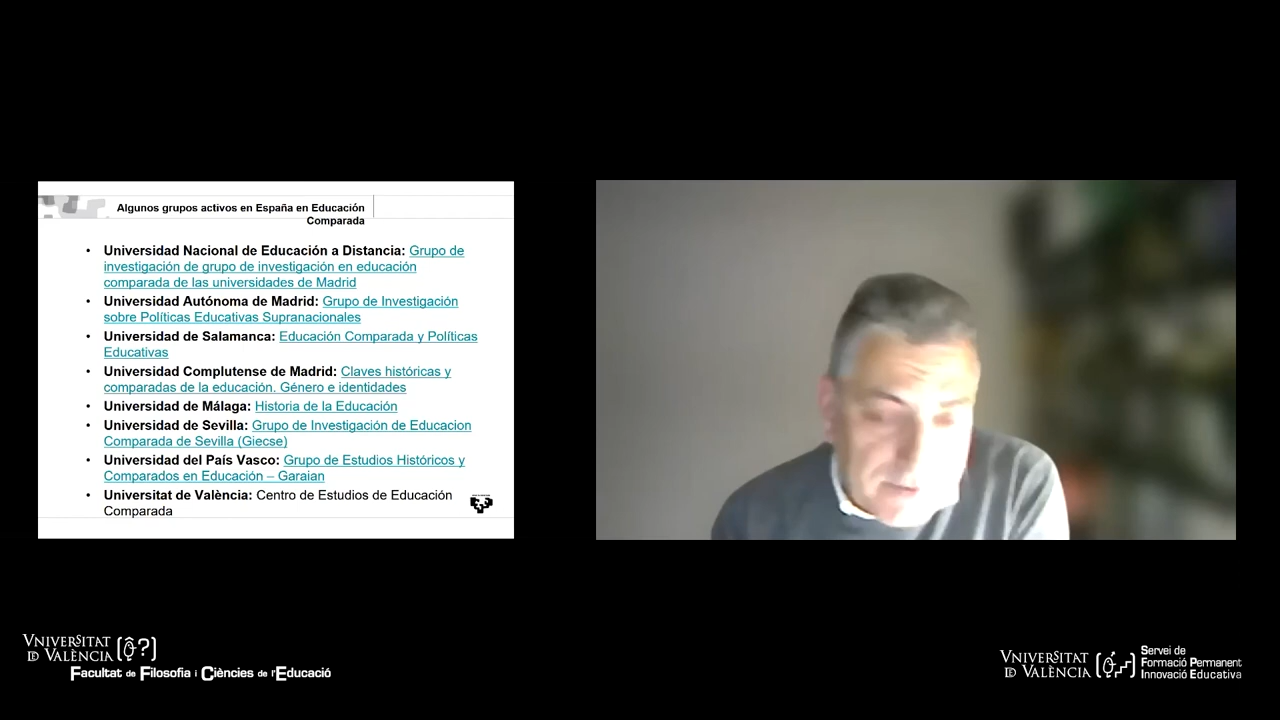 Algunos grupos activos en España en Educación
Comparada
• Universidad Nacional de Educación a Distancia: Grupo de
investigación de grupo de investigación en educación
comparada de las universidades de Madrid
• Universidad Autónoma de Madrid: Grupo de Investigación
sobre Políticas Educativas Supranacionales
• Universidad de Salamanca: Educación Comparada y Políticas
Educativas
• Universidad Complutense de Madrid: Claves históricas y
comparadas de la educación. Género e identidades
• Universidad de Málaga: Historia de la Educación
• Universidad de Sevilla: Grupo de Investigación de Educacion
Comparada de Sevilla (Giecse)
• Universidad del País Vasco: Grupo de Estudios Históricos y
Comparados en Educación – Garaian
• Universitat de València: Centro de Estudios de Educación
Comparada
VNIVERSITAT
DE VALÈNCIA
Facultat de Filosofia i Ciències de l'Educació
VNIVERSITAT
DE VALÈNCIA
Servei de
Formació Permanent
Innovació Educativa